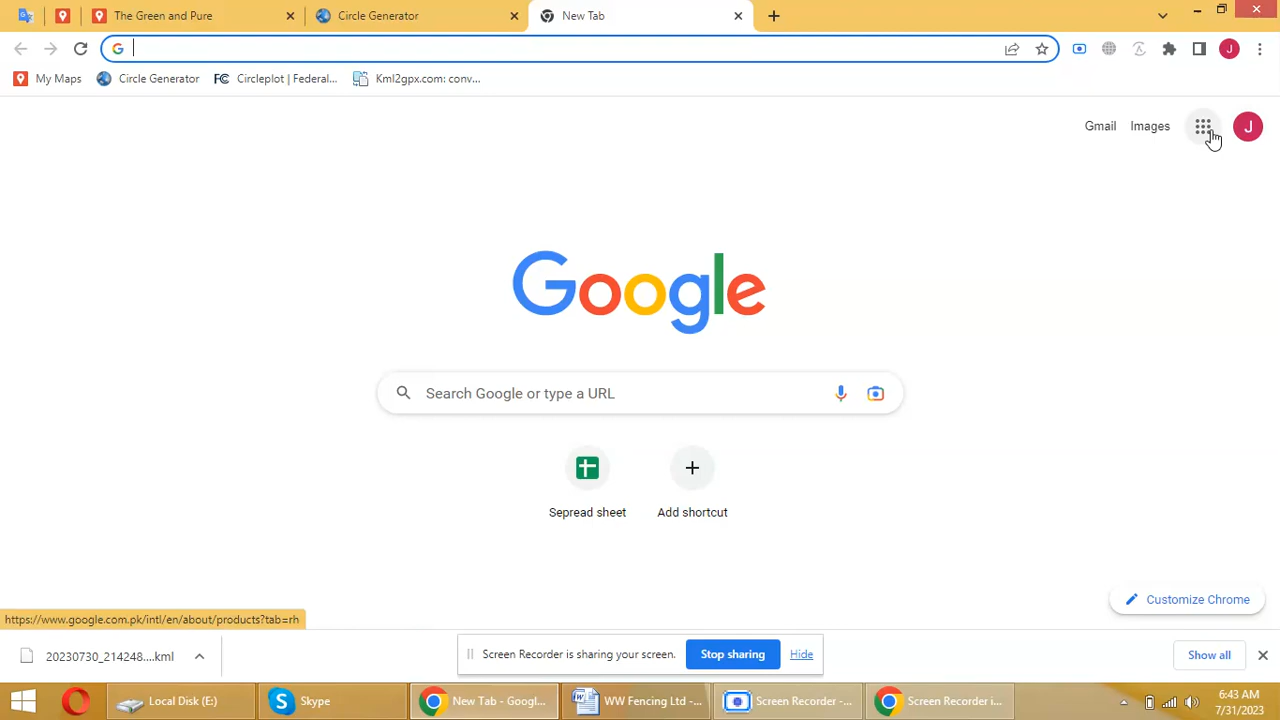 The Green and Pure
Circle Generator
New Tab
My Maps
Circle Generator
FC Circleplot | Federal...
Kml2gpx.com: conv...
J
Gmail
Images
J
Google
Search Google or type a URL
Sepread sheet
Add shortcut
Customize Chrome
https://www.google.com.pk/intl/en/about/products?tab=rh
20230730_214248....kml
Screen Recorder is sharing your screen.
Stop sharing
Hide
Show all
Local Disk (E:)
Skype
New Tab - Googl...
WW Fencing Ltd -...
Screen Recorder -...
Screen Recorder i...
6:43 AM
7/31/2023